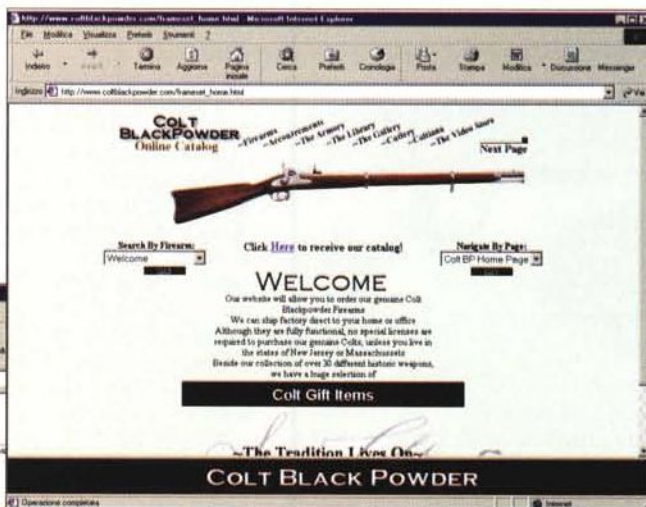 http://www.coltblackpowder.com/frameset_home.html - Microsoft Internet Explorer
File Modifica Visualizza Preferiti Strumenti ?
Indietro Avanti Termina Aggiorna Pagina iniziale Cerca Preferiti Cronologia Posta Stampa Modifica Discussione Messenger
Indirizzo http://www.coltblackpowder.com/frameset_home.html Vai
COLT
BLACKPOWDER
Online Catalog
~Firearms
~Accoutrements
~The Armory
~The Library
~The Gallery
~Cutlery
~Coltiana
~The Video Store
Next Page
Search By Firearm:
Welcome
Click Here to receive our catalog!
Navigate By Page:
Colt BP Home Page
WELCOME
Our website will allow you to order our genuine Colt
Blackpowder Firearms
We can ship factory direct to your home or office
Although they are fully functional, no special licenses are
required to purchase our genuine Colts, unless you live in
the states of New Jersey or Massachussets
Beside our collection of over 30 different historic weapons,
we have a huge selection of
Colt Gift Items
~The Tradition Lives On~
COLT BLACK POWDER
Operazione completata
Internet